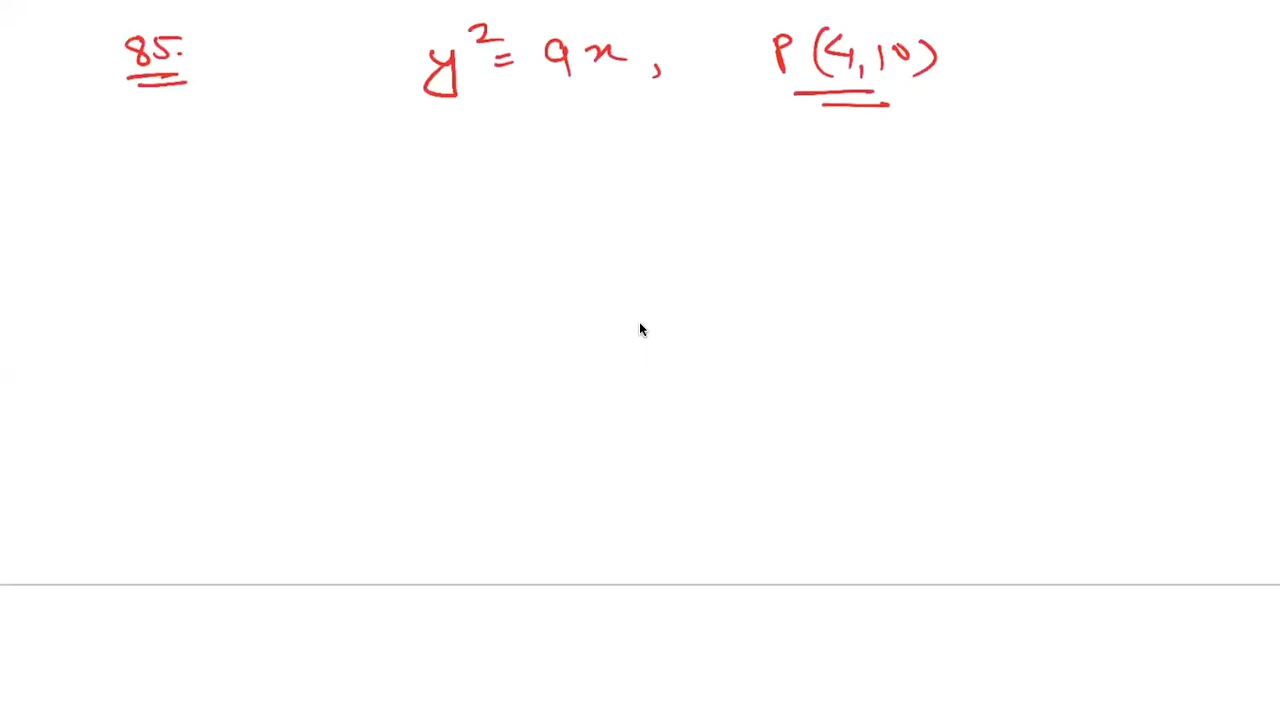 85. y² = 9x, P(4,10)